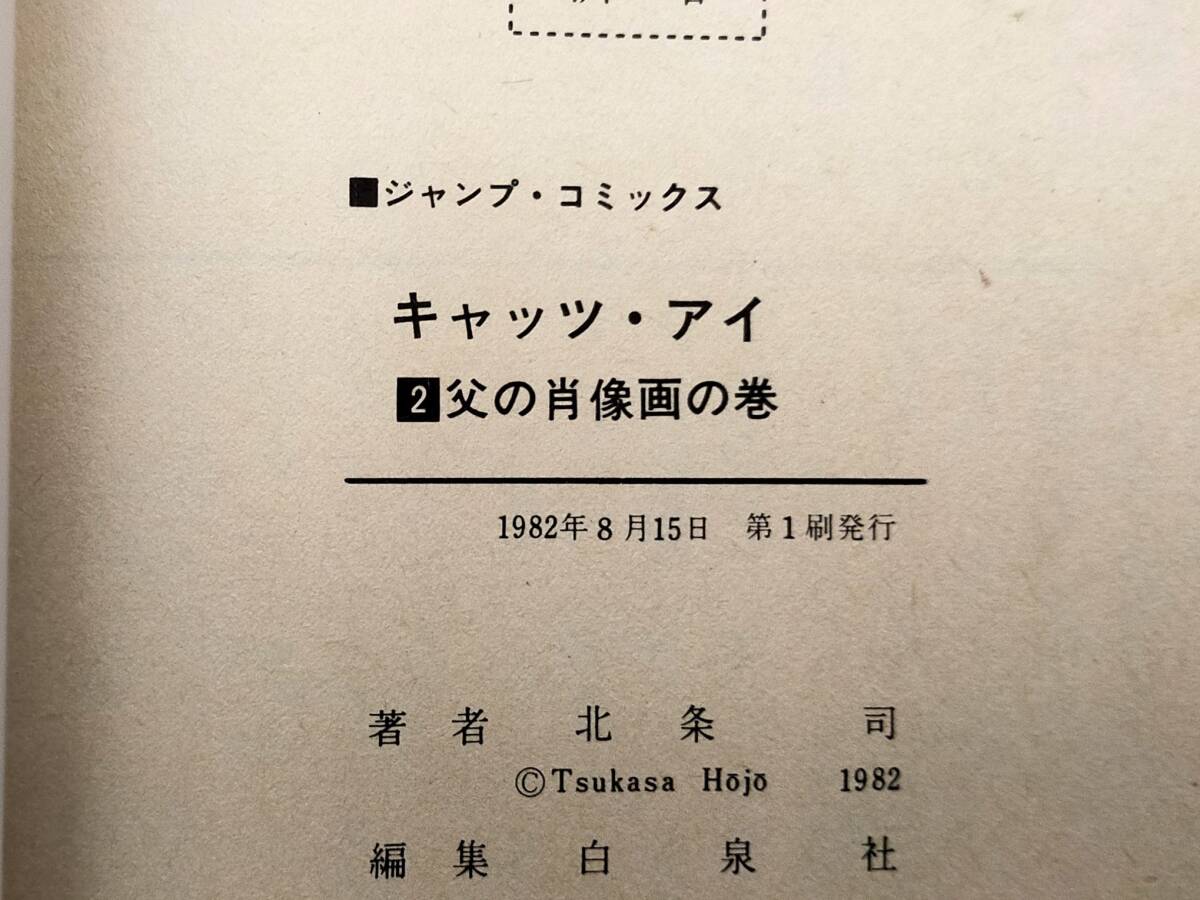 ■ジャンプ・コミックス
キャッツ・アイ
2父の肖像画の巻
1982年8月15日 第1刷発行
著者 北条司
©Tsukasa Hōjō 1982
編集 白泉社